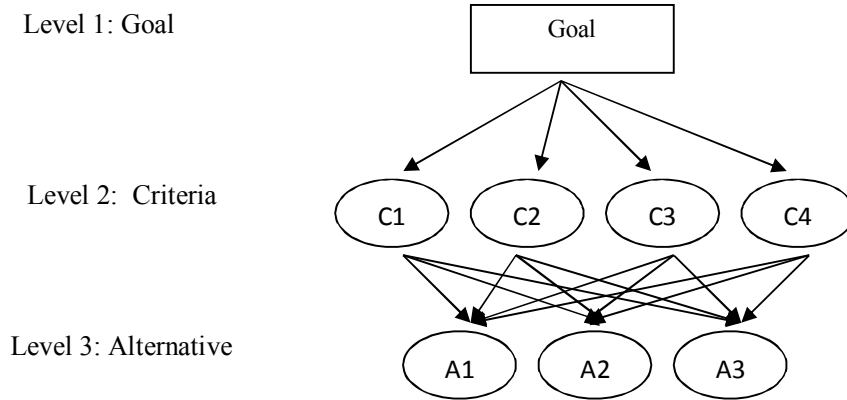 Level 1: Goal
Goal
Level 2: Criteria
C1 C2 C3 C4
Level 3: Alternative
A1 A2 A3